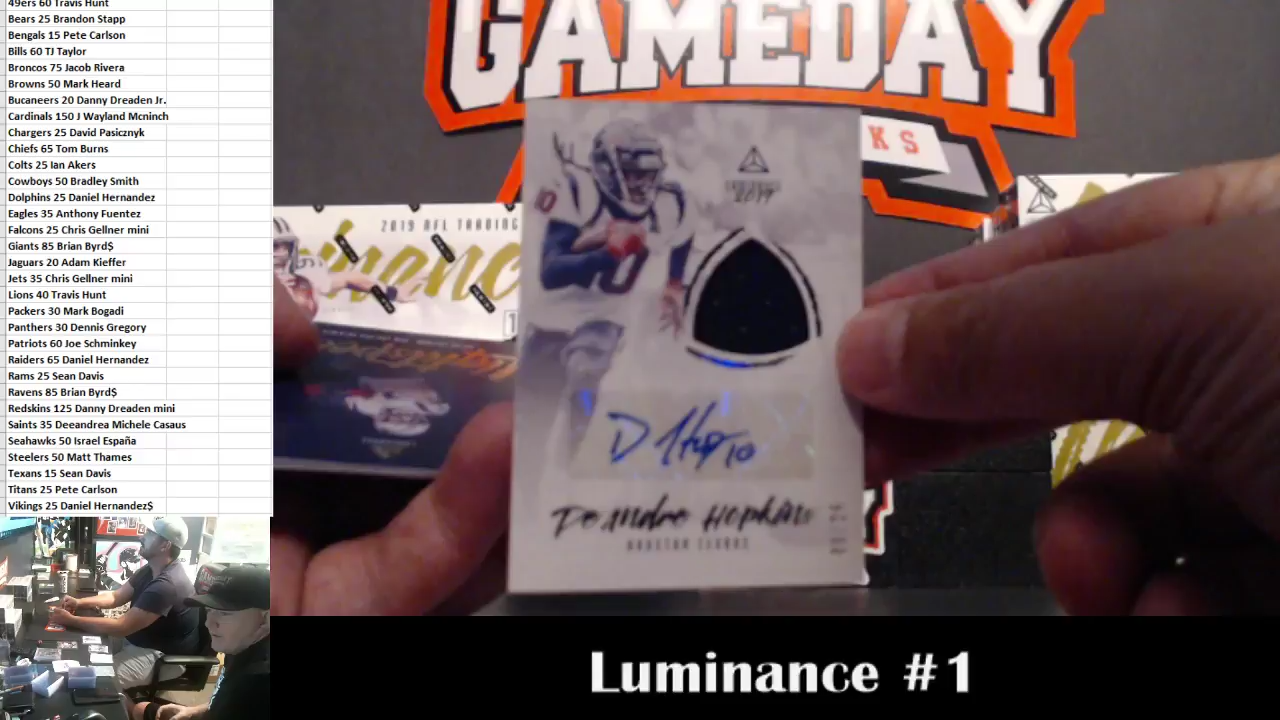 49ers 60 Travis Hunt
Bears 25 Brandon Stapp
Bengals 15 Pete Carlson
Bills 60 TJ Taylor
Broncos 75 Jacob Rivera
Browns 50 Mark Heard
Bucaneers 20 Danny Dreaden Jr.
Cardinals 150 J Wayland Mcninch
Chargers 25 David Pasicznyk
Chiefs 65 Tom Burns
Colts 25 Ian Akers
Cowboys 50 Bradley Smith
Dolphins 25 Daniel Hernandez
Eagles 35 Anthony Fuentez
Falcons 25 Chris Gellner mini
Giants 85 Brian Byrd$
Jaguars 20 Adam Kieffer
Jets 35 Chris Gellner mini
Lions 40 Travis Hunt
Packers 30 Mark Bogadi
Panthers 30 Dennis Gregory
Patriots 60 Joe Schminkey
Raiders 65 Daniel Hernandez
Rams 25 Sean Davis
Ravens 85 Brian Byrd$
Redskins 125 Danny Dreaden mini
Saints 35 Deeandrea Michele Casaus
Seahawks 50 Israel España
Steelers 50 Matt Thames
Texans 15 Sean Davis
Titans 25 Pete Carlson
Vikings 25 Daniel Hernandez$
GAMEDAY
KS
2019 NFL TRADING
2019
10
DeAndre Hopkins
HOUSTON TEXANS
Luminance #1